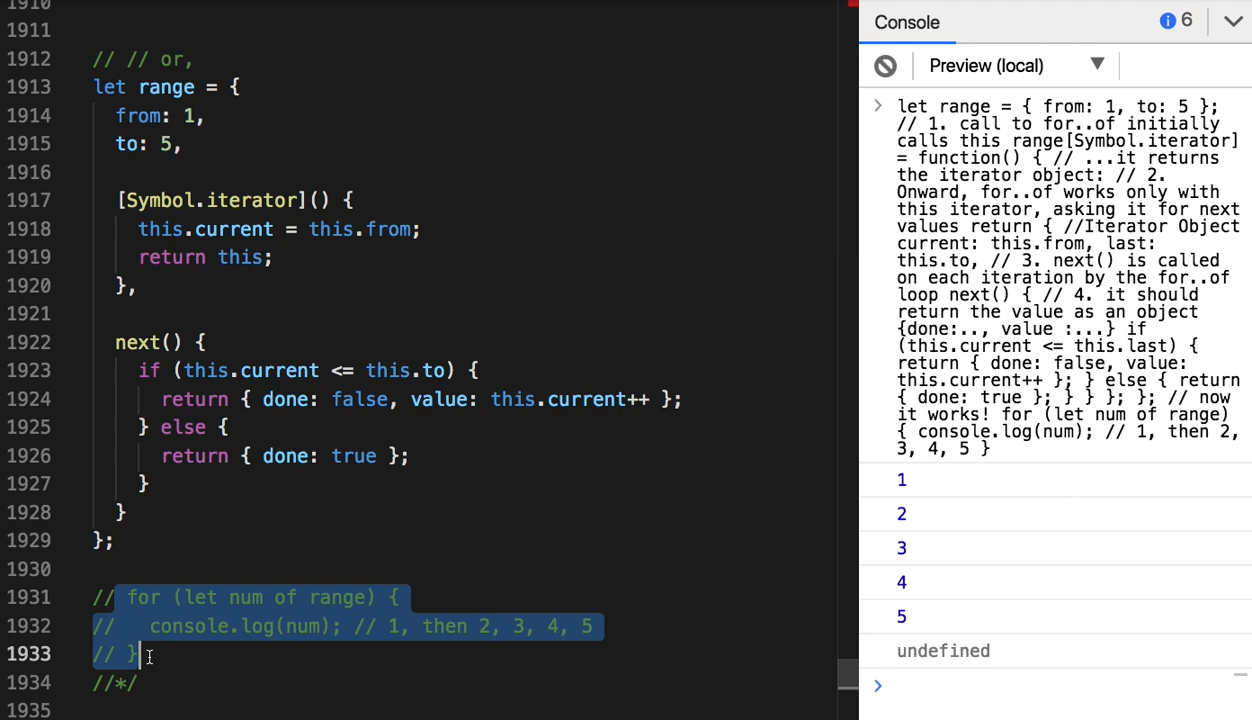 1910
1911
1912 // // or,
1913 let range = {
1914 from: 1,
1915 to: 5,
1916
1917 [Symbol.iterator]() {
1918 this.current = this.from;
1919 return this;
1920 },
1921
1922 next() {
1923 if (this.current <= this.to) {
1924 return { done: false, value: this.current++ };
1925 } else {
1926 return { done: true };
1927 }
1928 }
1929 };
1930
1931 // for (let num of range) {
1932 // console.log(num); // 1, then 2, 3, 4, 5
1933 // }
1934 //*/
1935
Console
6
Preview (local)
> let range = { from: 1, to: 5 };
// 1. call to for..of initially
calls this range[Symbol.iterator]
= function() { // ...it returns
the iterator object: // 2.
Onward, for..of works only with
this iterator, asking it for next
values return { //Iterator Object
current: this.from, last:
this.to, // 3. next() is called
on each iteration by the for..of
loop next() { // 4. it should
return the value as an object
{done:.., value :...} if
(this.current <= this.last) {
return { done: false, value:
this.current++ }; } else { return
{ done: true }; } } }; }; // now
it works! for (let num of range)
{ console.log(num); // 1, then 2,
3, 4, 5 }
1
2
3
4
5
undefined
>